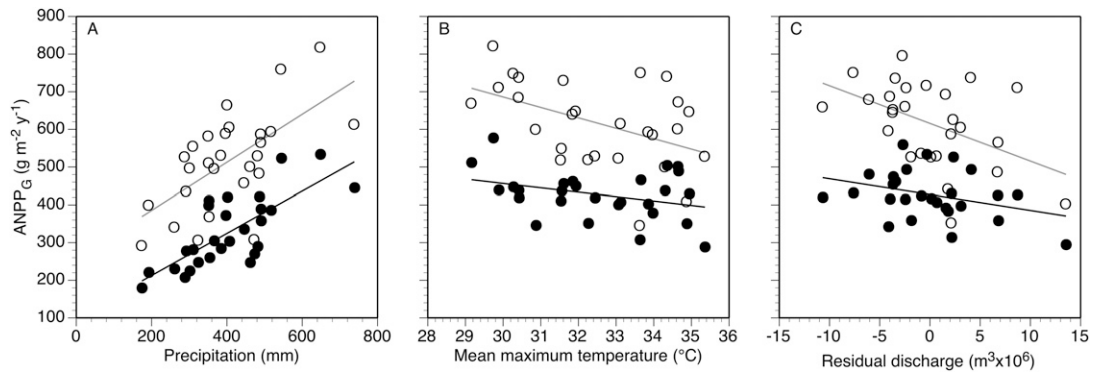 900
800
700
600
500
400
300
200
100
ANPP_G (g m⁻² y⁻¹)
A
0 200 400 600 800
Precipitation (mm)
B
28 29 30 31 32 33 34 35 36
Mean maximum temperature (°C)
C
-15 -10 -5 0 5 10 15
Residual discharge (m³x10⁶)